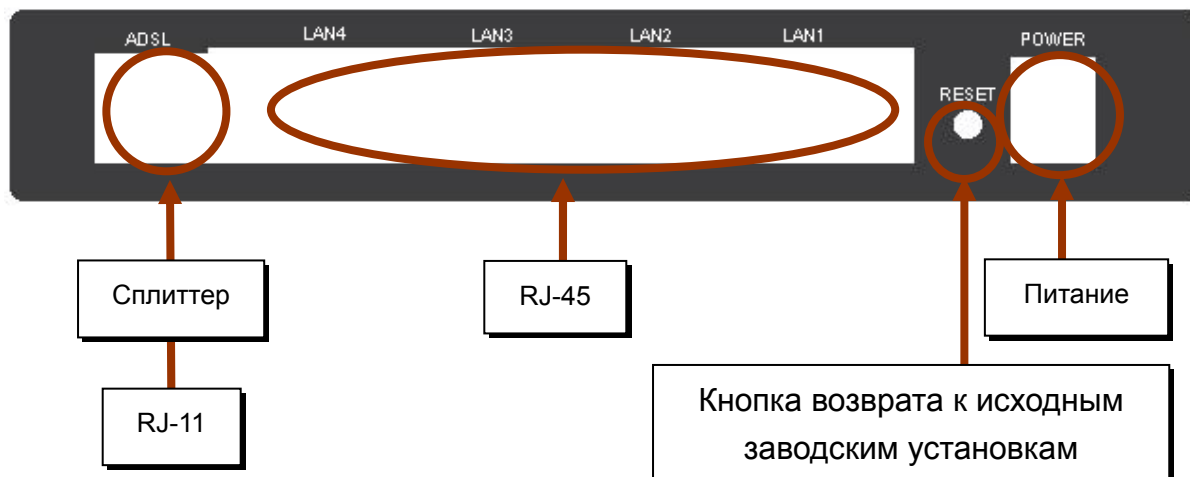 ADSL LAN4 LAN3 LAN2 LAN1 POWER
RESET
Сплиттер RJ-45 Питание
RJ-11
Кнопка возврата к исходным
заводским установкам